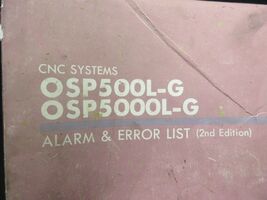 CNC SYSTEMS
OSP500L-G
OSP5000L-G
ALARM & ERROR LIST (2nd Edition)